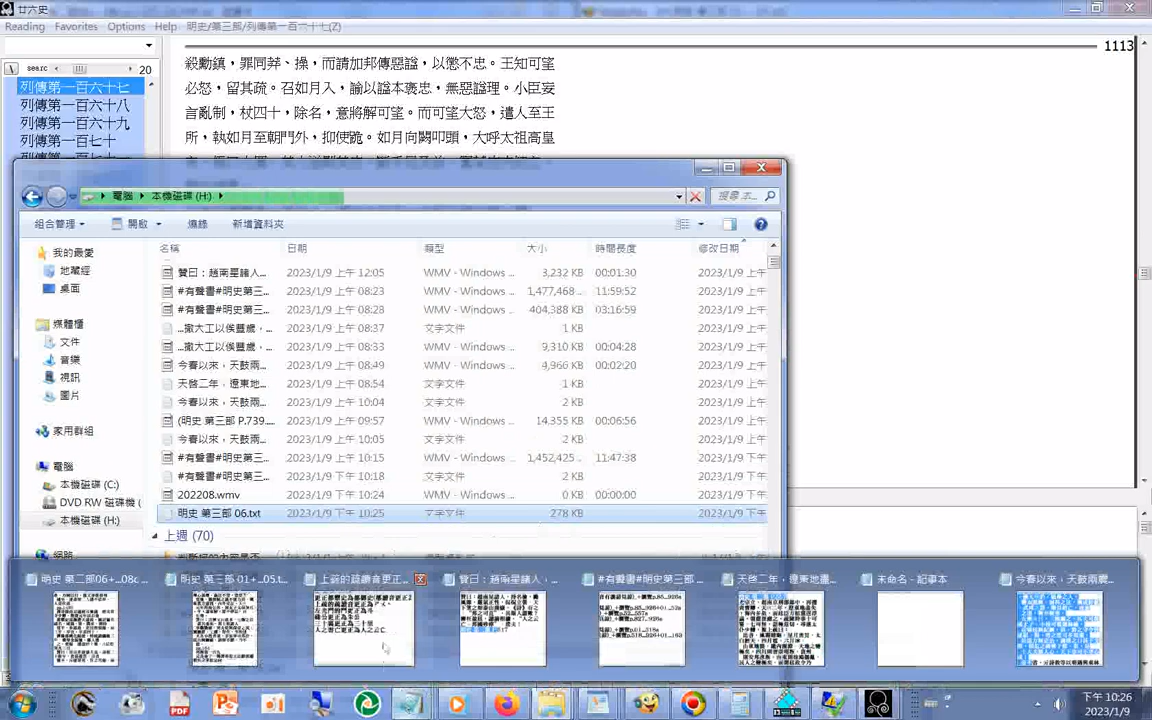 廿六史
Reading Favorites Options Help 明史/第三部/列傳第一百六十七(Z)
1113
searc 20
列傳第一百六十七
列傳第一百六十八
列傳第一百六十九
列傳第一百七十
殺勳鎮，罪同莽、操，而請加邦傅惡謚，以懲不忠。王知可望
必怒，留其疏。召如月入，諭以謚本褒忠，無惡謚理。小臣妄
言亂制，杖四十，除名，意將解可望。而可望大怒，遣人至王
所，執如月至朝門外，抑使跪。如月向闕叩頭，大呼太祖高皇
電腦 本機磁碟 (H:) 搜尋 本...
組合管理 開啟 燒錄 新增資料夾
名稱 日期 類型 大小 時間長度 修改日期
我的最愛
地藏經
桌面
媒體櫃
文件
音樂
視訊
圖片
家用群組
電腦
本機磁碟 (C:)
DVD RW 磁碟機 (
本機磁碟 (H:)
網路
贊曰：趙南星諸人... 2023/1/9 上午 12:05 WMV - Windows ... 3,232 KB 00:01:30 2023/1/9 上午
#有聲書#明史第三... 2023/1/9 上午 08:23 WMV - Windows ... 1,477,468... 11:59:52 2023/1/9 上午
#有聲書#明史第三... 2023/1/9 上午 08:28 WMV - Windows ... 404,388 KB 03:16:59 2023/1/9 上午
...撤大工以俟豐歲，... 2023/1/9 上午 08:37 文字文件 1 KB 2023/1/9 上午
...撤大工以俟豐歲，... 2023/1/9 上午 08:33 WMV - Windows ... 9,310 KB 00:04:28 2023/1/9 上午
今春以來，天鼓兩... 2023/1/9 上午 08:49 WMV - Windows ... 4,966 KB 00:02:20 2023/1/9 上午
天啓二年，遼東地... 2023/1/9 上午 08:54 文字文件 1 KB 2023/1/9 上午
今春以來，天鼓兩... 2023/1/9 上午 10:04 文字文件 2 KB 2023/1/9 上午
(明史 第三部 P.739.... 2023/1/9 上午 09:57 WMV - Windows ... 14,355 KB 00:06:56 2023/1/9 上午
今春以來，天鼓兩... 2023/1/9 上午 10:05 文字文件 2 KB 2023/1/9 上午
#有聲書#明史第三... 2023/1/9 下午 10:15 WMV - Windows ... 1,452,425... 11:47:38 2023/1/9 下午
#有聲書#明史第三... 2023/1/9 下午 10:18 文字文件 2 KB 2023/1/9 下午
202208.wmv 2023/1/9 下午 10:24 WMV - Windows ... 0 KB 00:00:00 2023/1/9 下午
明史 第三部 06.txt 2023/1/9 下午 10:25 文字文件 278 KB 2023/1/9 下午
上週 (70)
明史 第二部06+...08c... 明史 第三部 01+...05.t... 上簌的簌讀音更正... 贊曰：趙南星諸人，... #有聲書#明史第三部 ... 天啓二年，遼東地震... 未命名 - 記事本 今春以來，天鼓兩震...
下午 10:26
2023/1/9